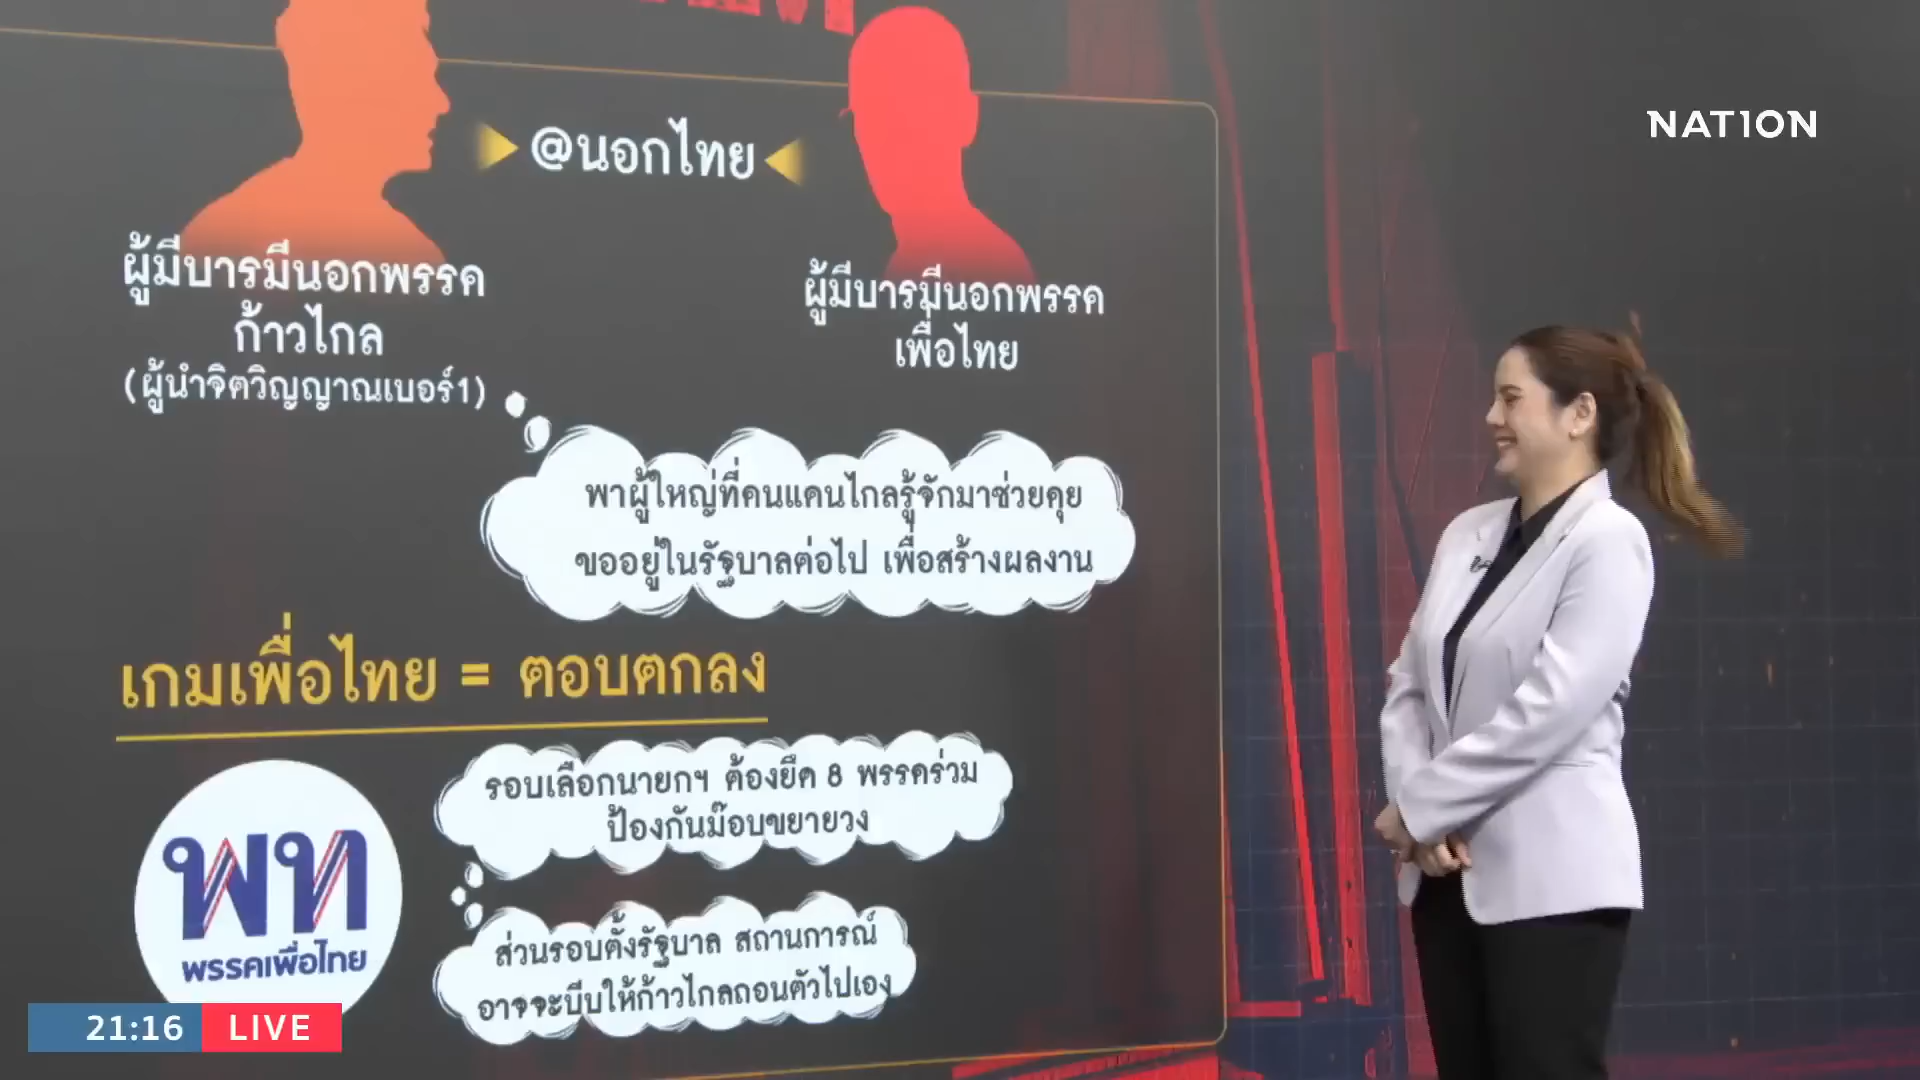 NATION
@นอกไทย
ผู้มีบารมีนอกพรรค
ก้าวไกล
(ผู้นำจิตวิญญาณเบอร์1)
ผู้มีบารมีนอกพรรค
เพื่อไทย
พาผู้ใหญ่ที่คนแดนไกลรู้จักมาช่วยคุย
ขออยู่ในรัฐบาลต่อไป เพื่อสร้างผลงาน
เกมเพื่อไทย = ตอบตกลง
รอบเลือกนายกฯ ต้องยึด 8 พรรคร่วม
ป้องกันม๊อบขยายวง
พท
พรรคเพื่อไทย
ส่วนรอบตั้งรัฐบาล สถานการณ์
อาจจะบีบให้ก้าวไกลถอนตัวไปเอง
21:16 LIVE